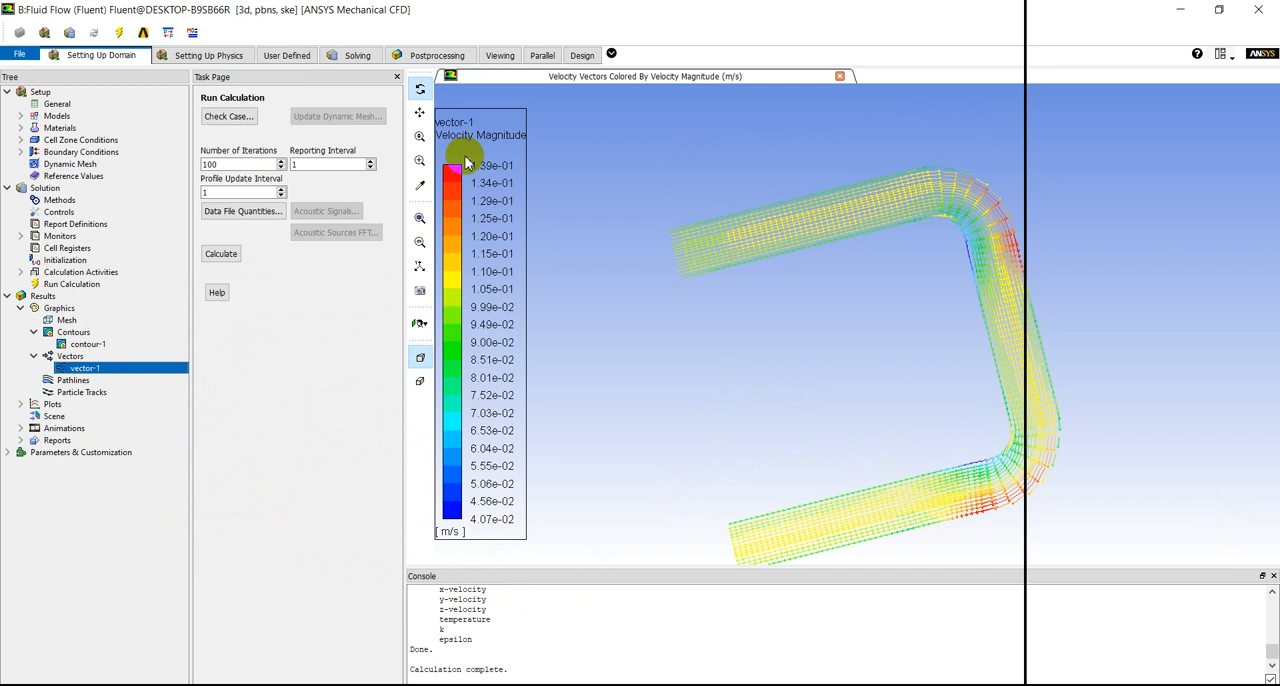 B:Fluid Flow (Fluent) Fluent@DESKTOP-B9SB66R [3d, pbns, ske] [ANSYS Mechanical CFD]
File
Setting Up Domain
Setting Up Physics
User Defined
Solving
Postprocessing
Viewing
Parallel
Design
ANSYS
Tree
Setup
General
Models
Materials
Cell Zone Conditions
Boundary Conditions
Dynamic Mesh
Reference Values
Solution
Methods
Controls
Report Definitions
Monitors
Cell Registers
Initialization
Calculation Activities
Run Calculation
Results
Graphics
Mesh
Contours
contour-1
Vectors
vector-1
Pathlines
Particle Tracks
Plots
Scene
Animations
Reports
Parameters & Customization
Task Page
Run Calculation
Check Case...
Update Dynamic Mesh...
Number of Iterations
Reporting Interval
100
1
Profile Update Interval
1
Data File Quantities...
Acoustic Signals...
Acoustic Sources FFT...
Calculate
Help
Velocity Vectors Colored By Velocity Magnitude (m/s)
vector-1
Velocity Magnitude
39e-01
1.34e-01
1.29e-01
1.25e-01
1.20e-01
1.15e-01
1.10e-01
1.05e-01
9.99e-02
9.49e-02
9.00e-02
8.51e-02
8.01e-02
7.52e-02
7.03e-02
6.53e-02
6.04e-02
5.55e-02
5.06e-02
4.56e-02
4.07e-02
[ m/s ]
Console
x-velocity
y-velocity
z-velocity
temperature
k
epsilon
Done.
Calculation complete.